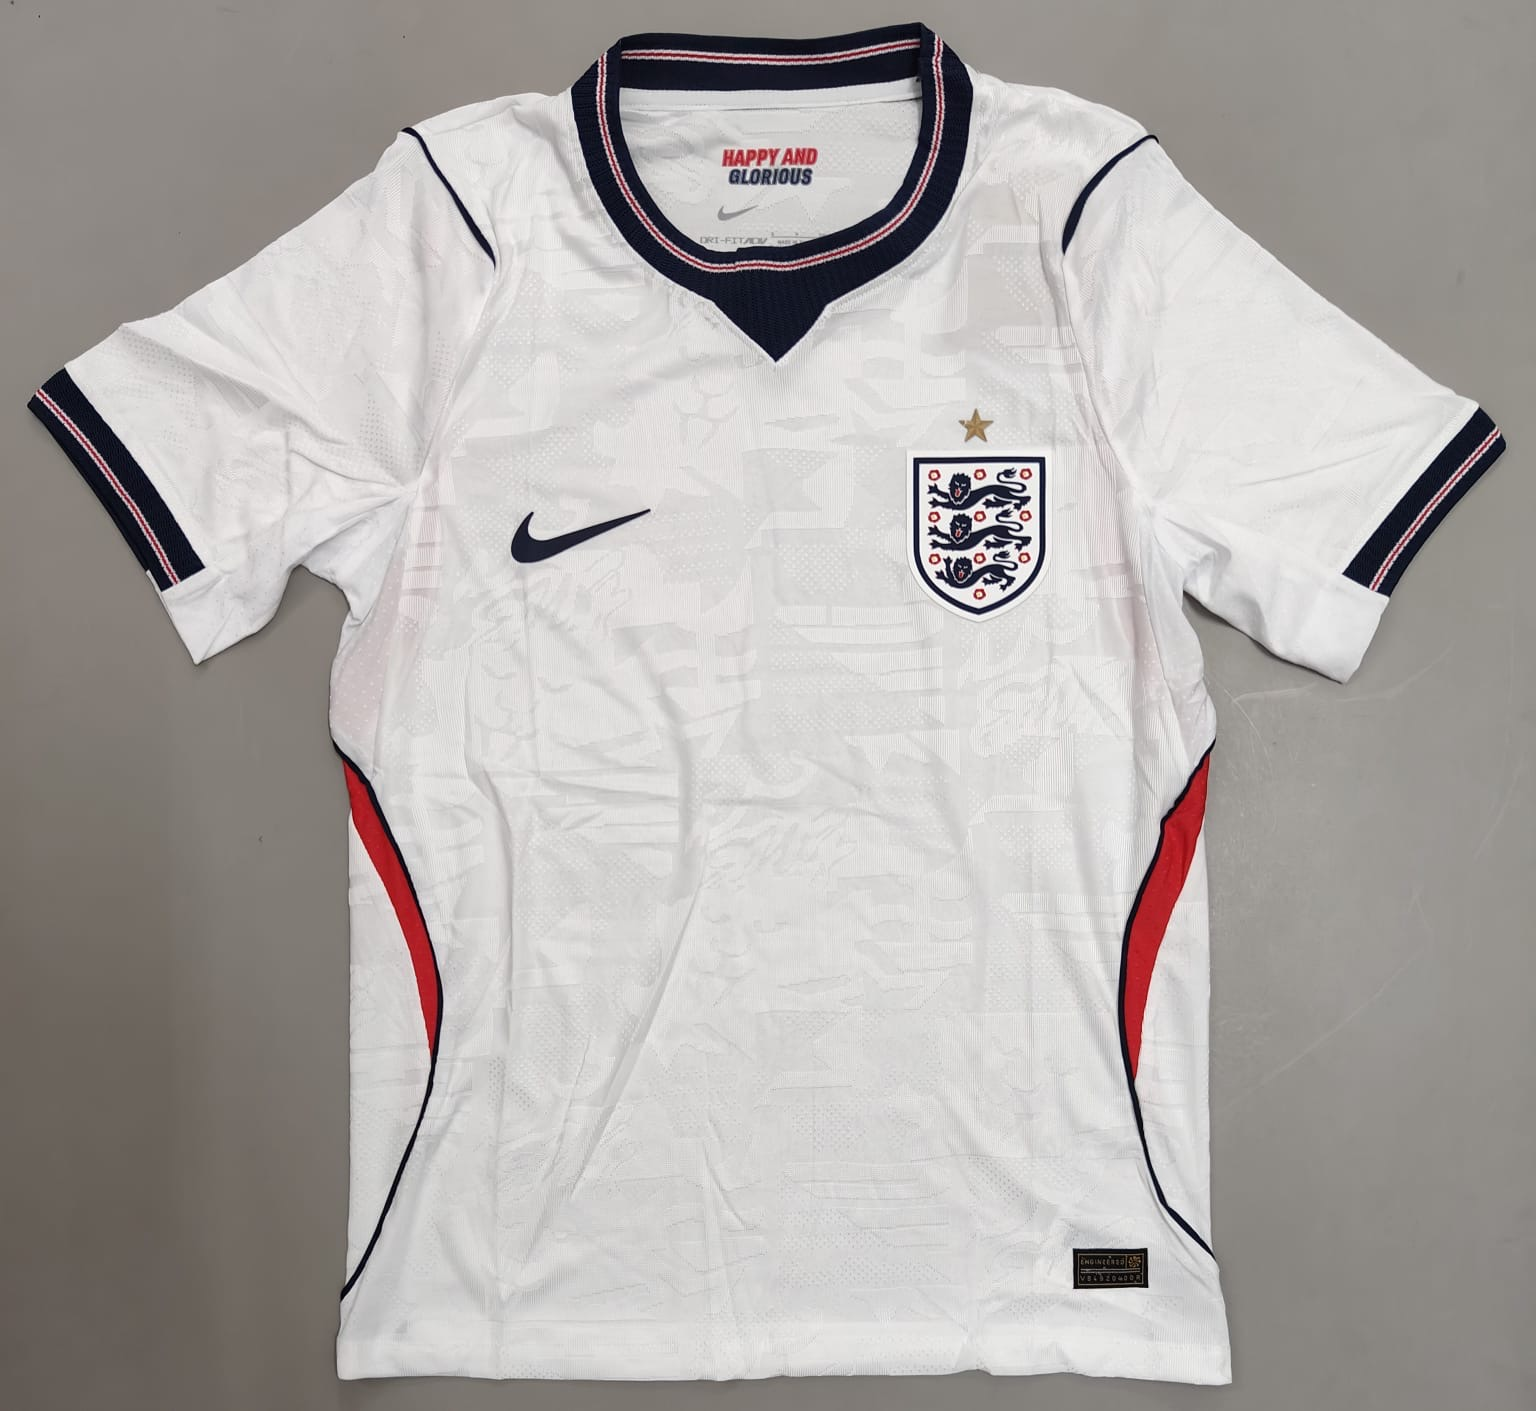 HAPPY AND
GLORIOUS
DRI-FIT ADV
ENGINEERED